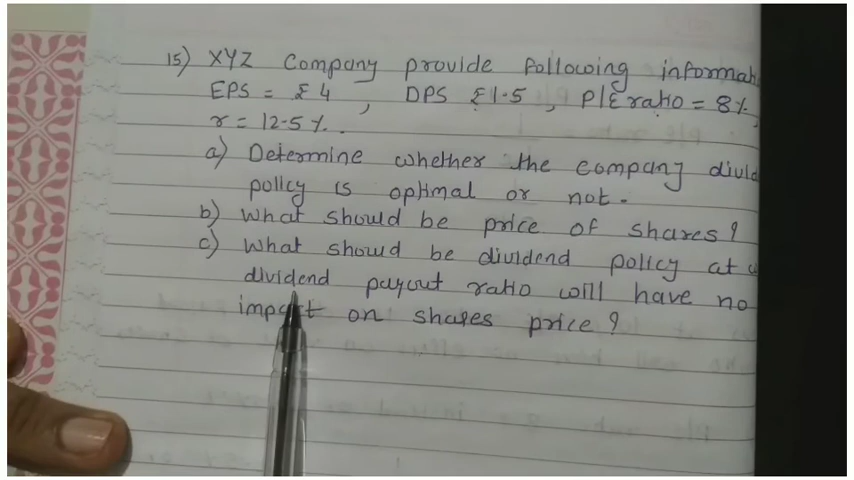 15) XYZ Company provide following informat
EPS = ₹ 4 , DPS ₹ 1.5 , P/E ratio = 8%,
r = 12.5 %.
a) Determine whether the company divid
policy is optimal or not.
b) What should be price of shares?
c) What should be dividend policy at w
dividend payout ratio will have no
impact on shares price?